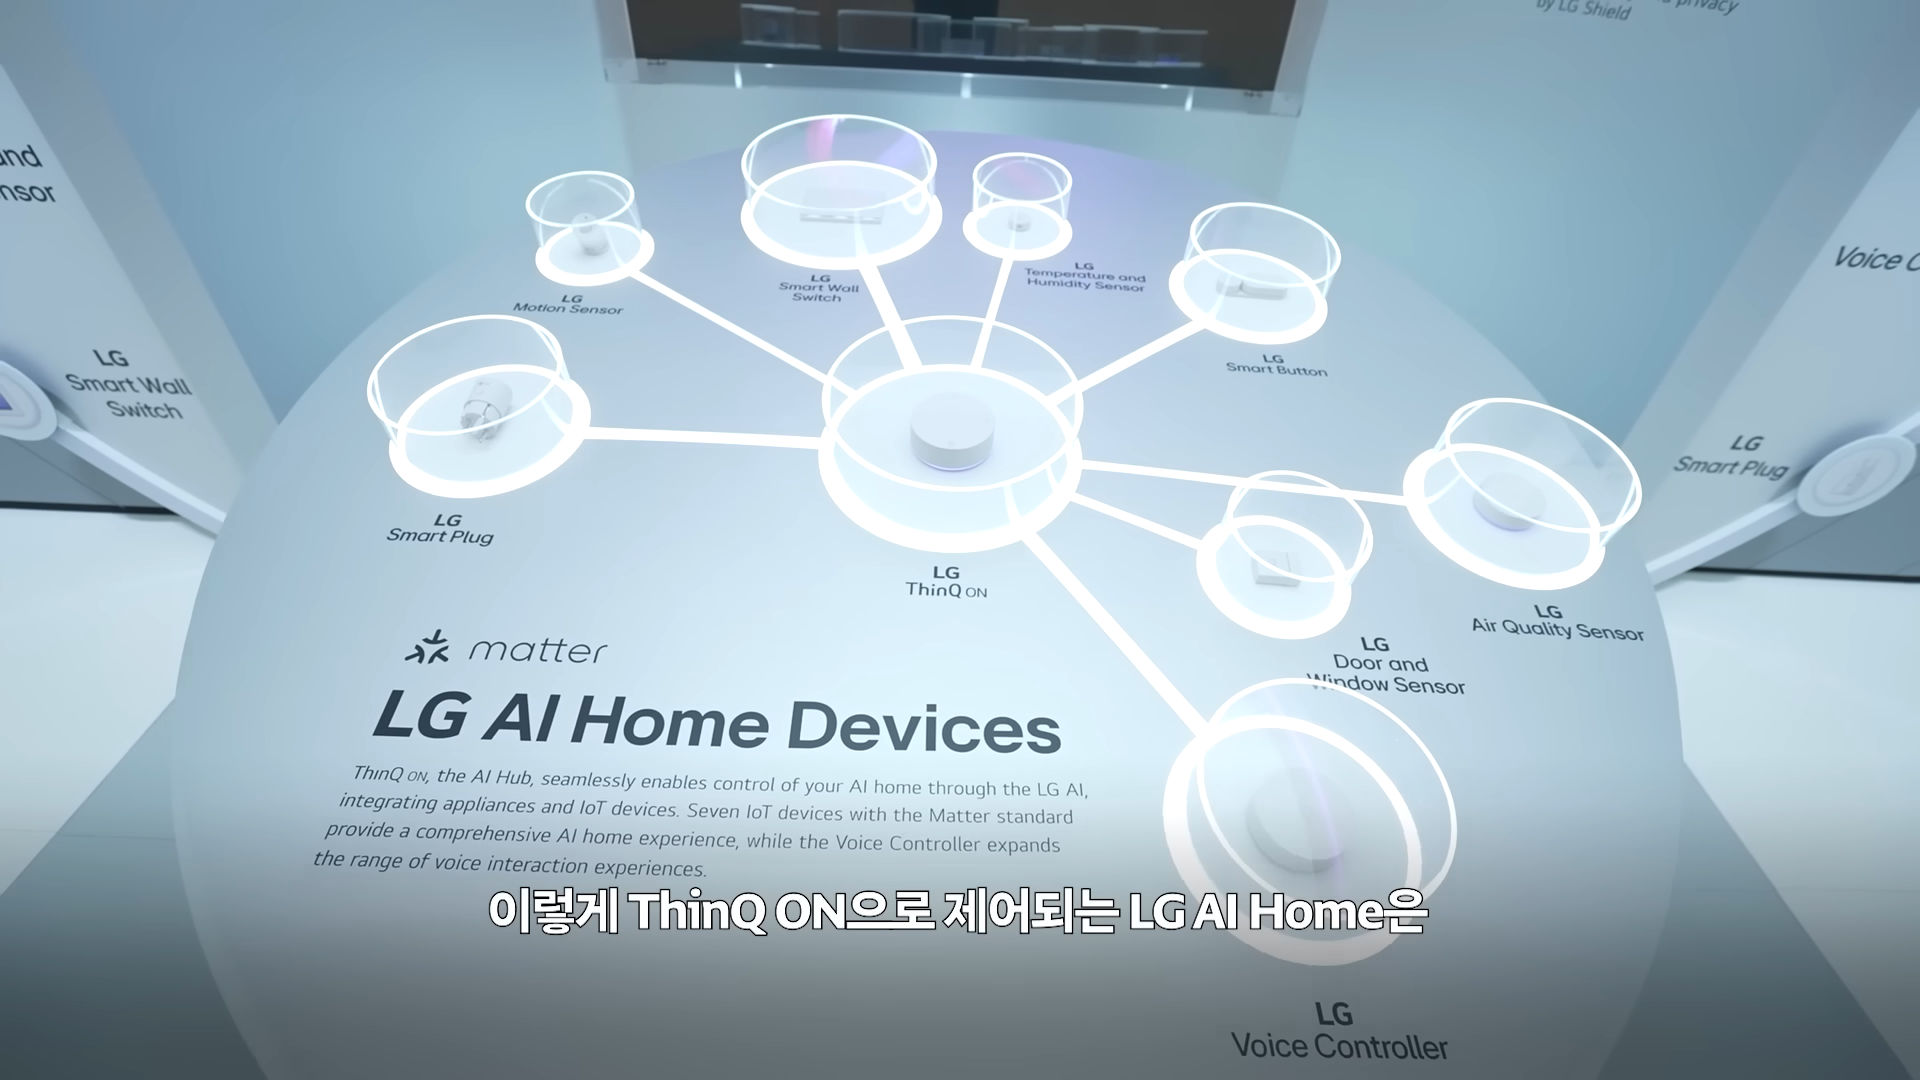 by LG Shield
privacy
and
nsor
LG
Smart Wall
Switch
LG
Motion Sensor
LG
Smart Wall
Switch
LG
Temperature and
Humidity Sensor
LG
Smart Button
Voice C
LG
Smart Plug
LG
Smart Plug
LG
ThinQ ON
LG
Air Quality Sensor
LG
Door and
Window Sensor
matter
LG AI Home Devices
ThinQ ON, the AI Hub, seamlessly enables control of your AI home through the LG AI,
integrating appliances and IoT devices. Seven IoT devices with the Matter standard
provide a comprehensive AI home experience, while the Voice Controller expands
the range of voice interaction experiences.
이렇게 ThinQ ON으로 제어되는 LG AI Home은
LG
Voice Controller